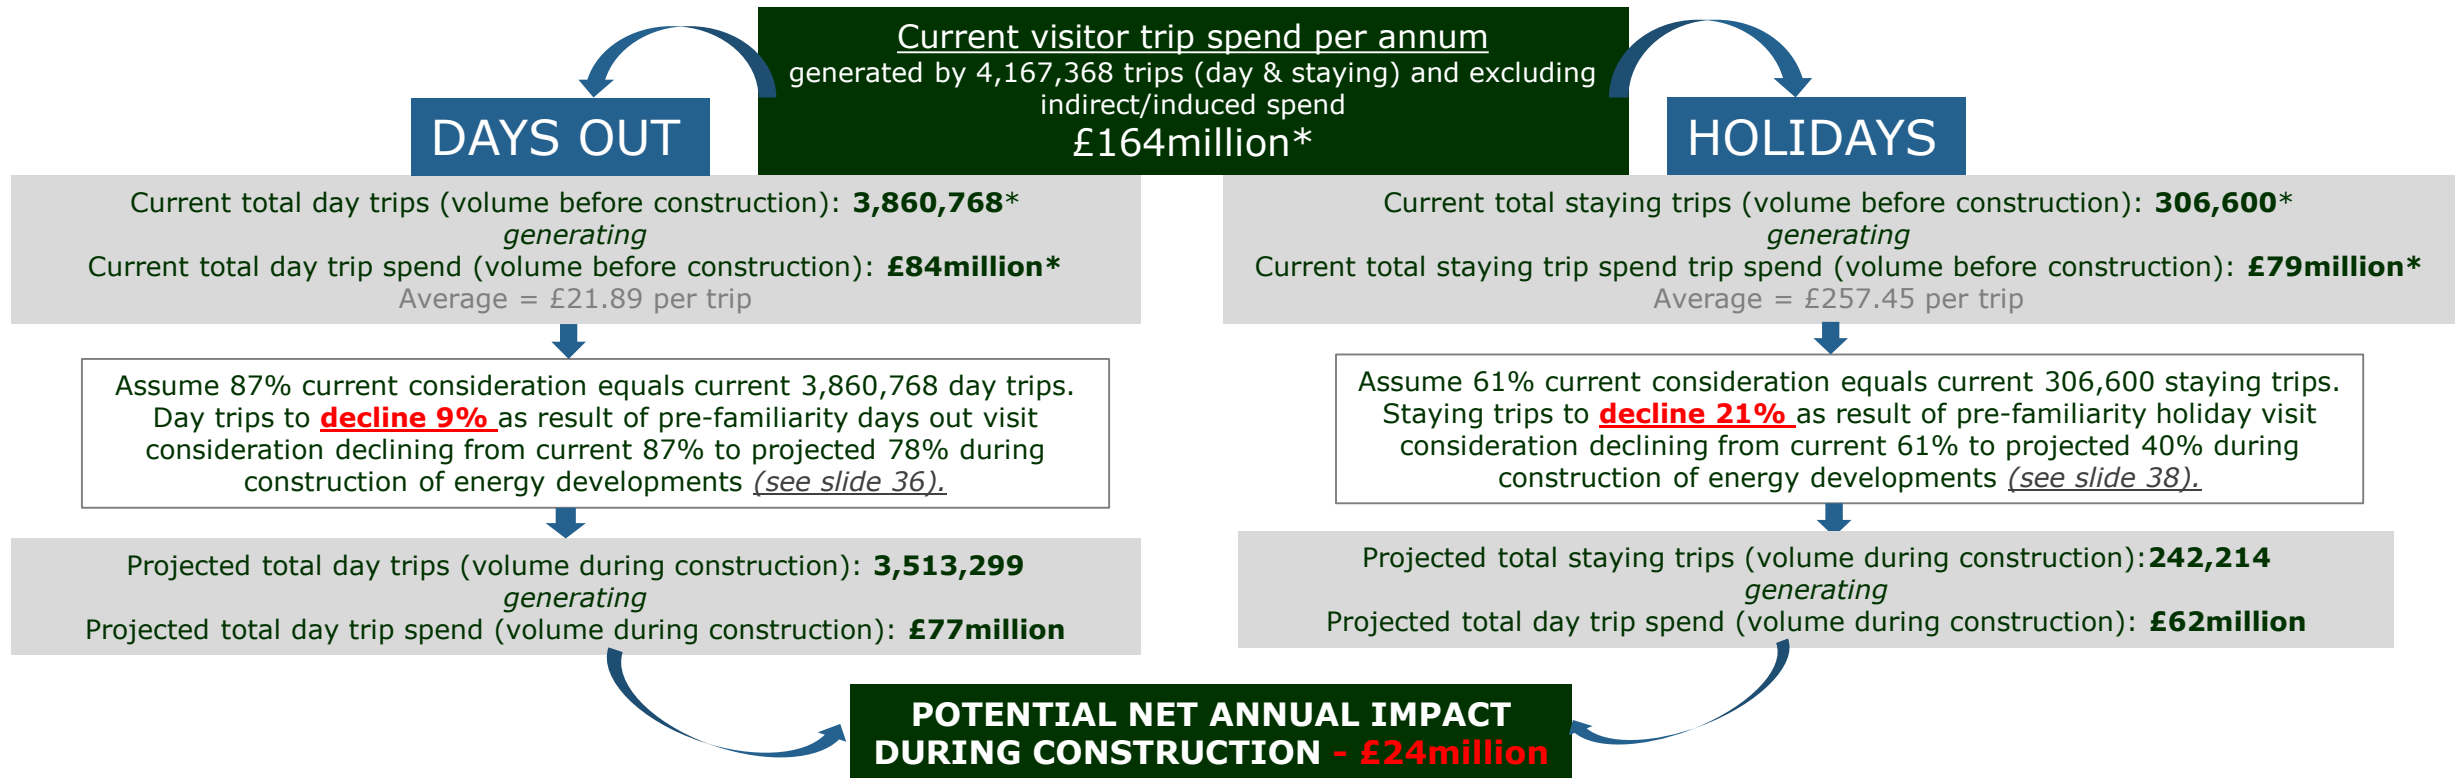 Current visitor trip spend per annum
generated by 4,167,368 trips (day & staying) and excluding
indirect/induced spend
£164million*
DAYS OUT
Current total day trips (volume before construction): 3,860,768*
generating
Current total day trip spend (volume before construction): £84million*
Average = £21.89 per trip
Assume 87% current consideration equals current 3,860,768 day trips.
Day trips to decline 9% as result of pre-familiarity days out visit
consideration declining from current 87% to projected 78% during
construction of energy developments (see slide 36).
Projected total day trips (volume during construction): 3,513,299
generating
Projected total day trip spend (volume during construction): £77million
HOLIDAYS
Current total staying trips (volume before construction): 306,600*
generating
Current total staying trip spend trip spend (volume before construction): £79million*
Average = £257.45 per trip
Assume 61% current consideration equals current 306,600 staying trips.
Staying trips to decline 21% as result of pre-familiarity holiday visit
consideration declining from current 61% to projected 40% during
construction of energy developments (see slide 38).
Projected total staying trips (volume during construction):242,214
generating
Projected total day trip spend (volume during construction): £62million
POTENTIAL NET ANNUAL IMPACT
DURING CONSTRUCTION - £24million